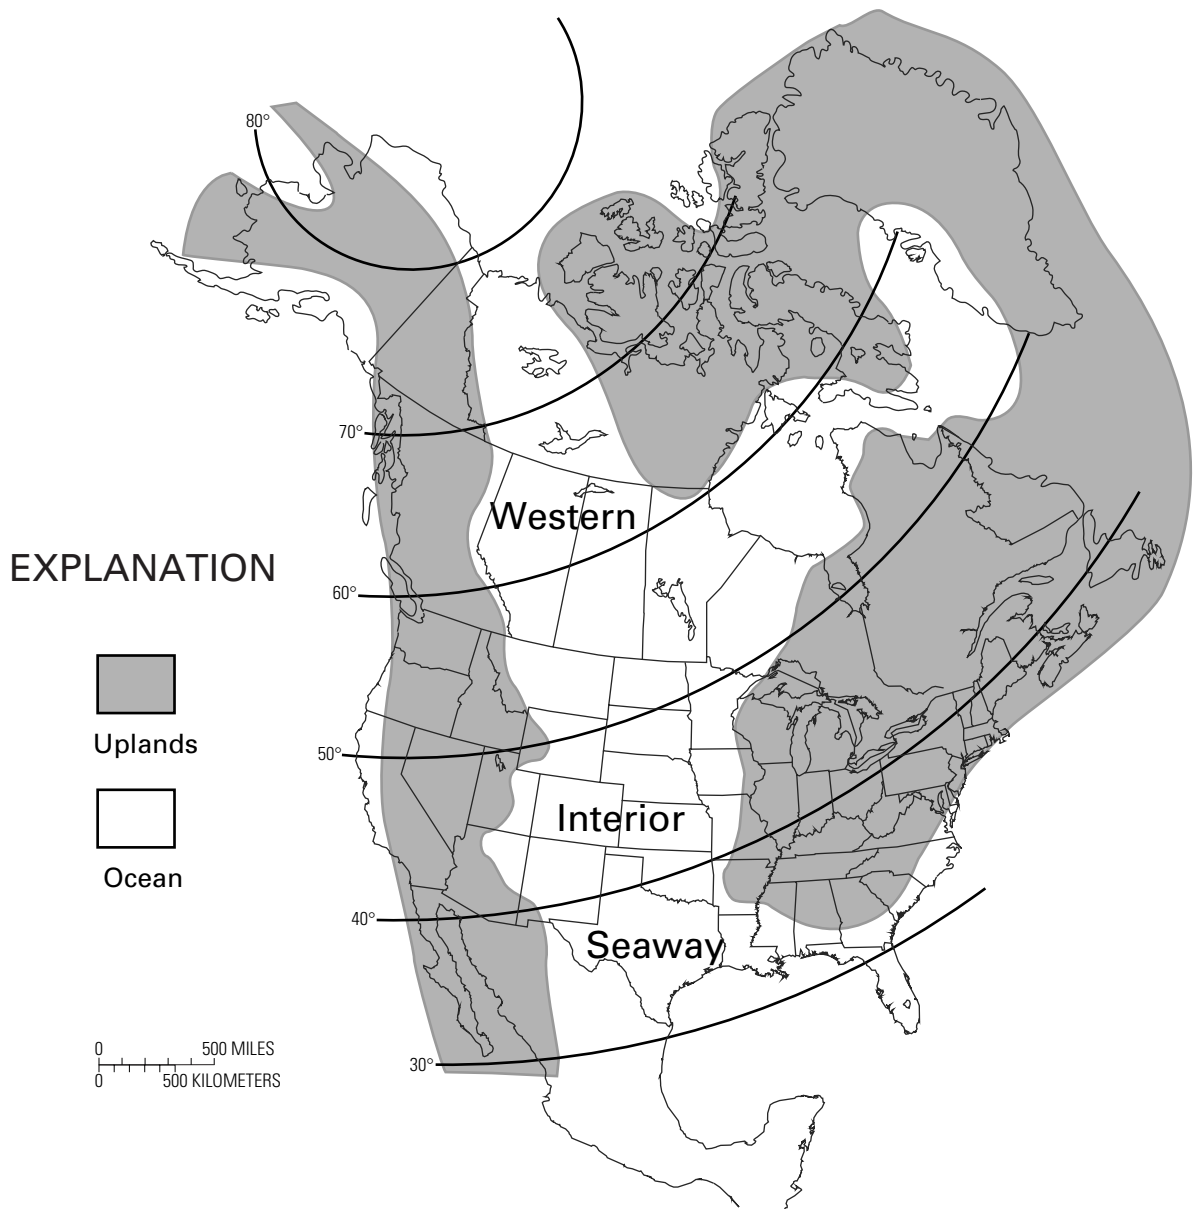 80°
70°
Western
EXPLANATION
60°
Uplands
50°
Interior
Ocean
40°
Seaway
0 500 MILES
0 500 KILOMETERS
30°